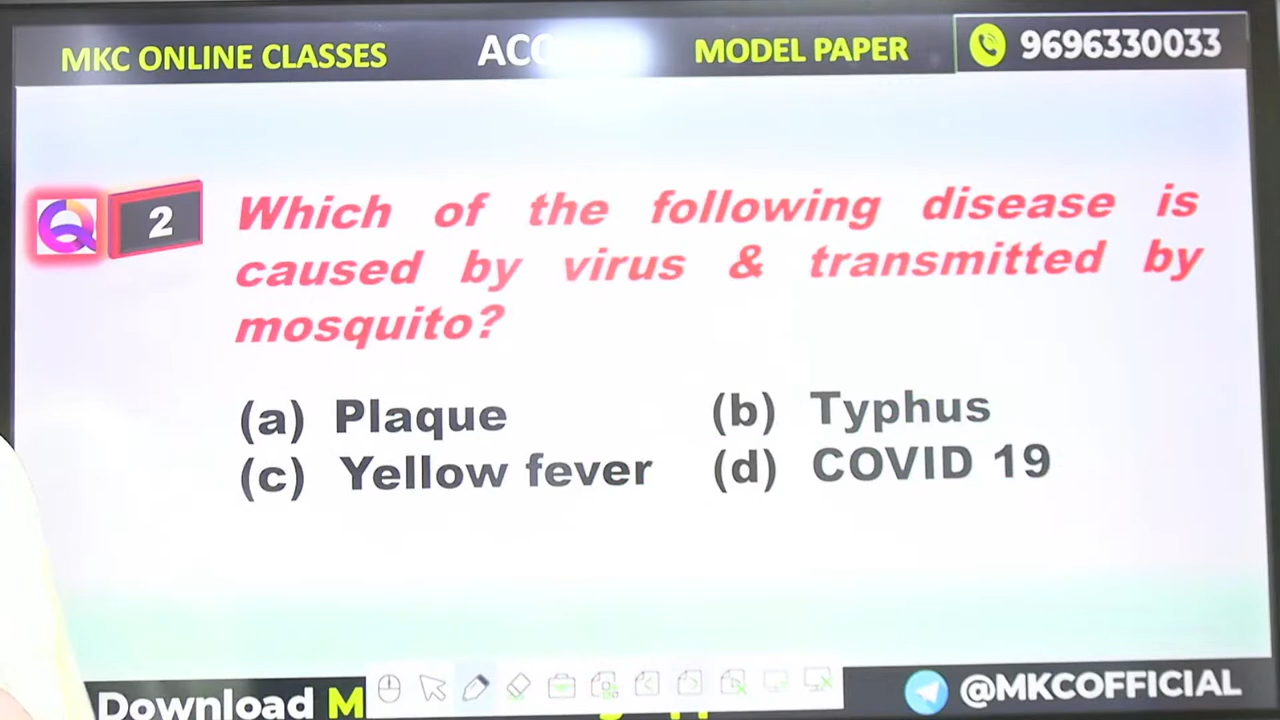 MKC ONLINE CLASSES
MODEL PAPER
9696330033
2
Which of the following disease is
caused by virus & transmitted by
mosquito?
(a) Plaque
(b) Typhus
(c) Yellow fever
(d) COVID 19
Download
@MKCOFFICIAL